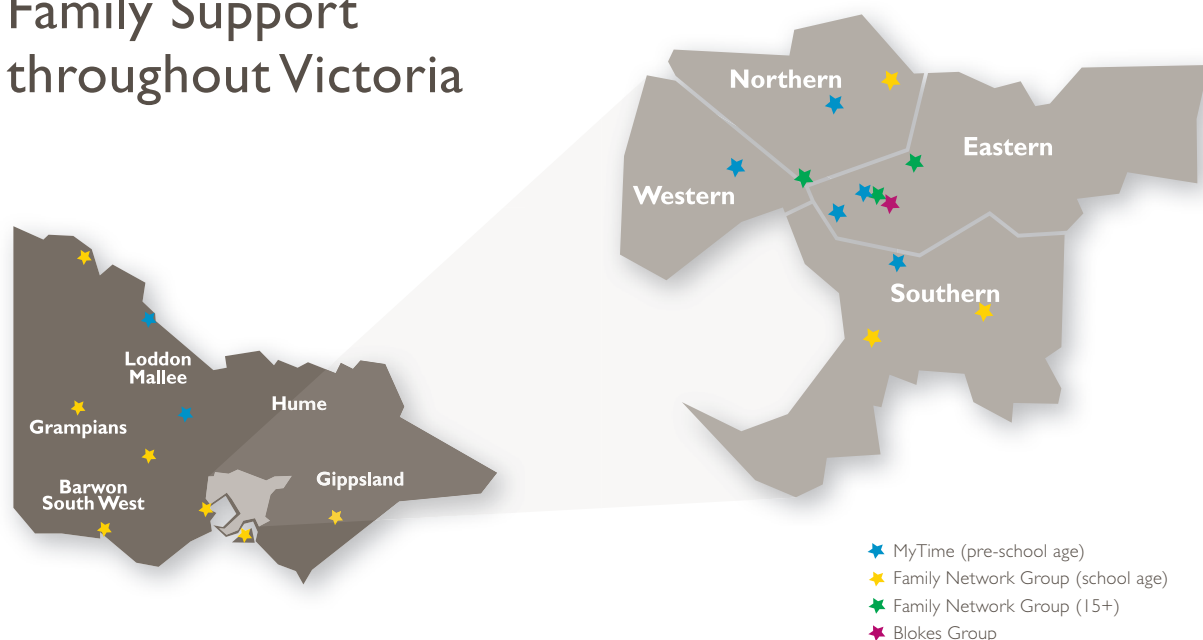 Family Support
throughout Victoria
Northern
Eastern
Western
Southern
Loddon
Mallee
Hume
Grampians
Gippsland
Barwon
South West
MyTime (pre-school age)
Family Network Group (school age)
Family Network Group (15+)
Blokes Group